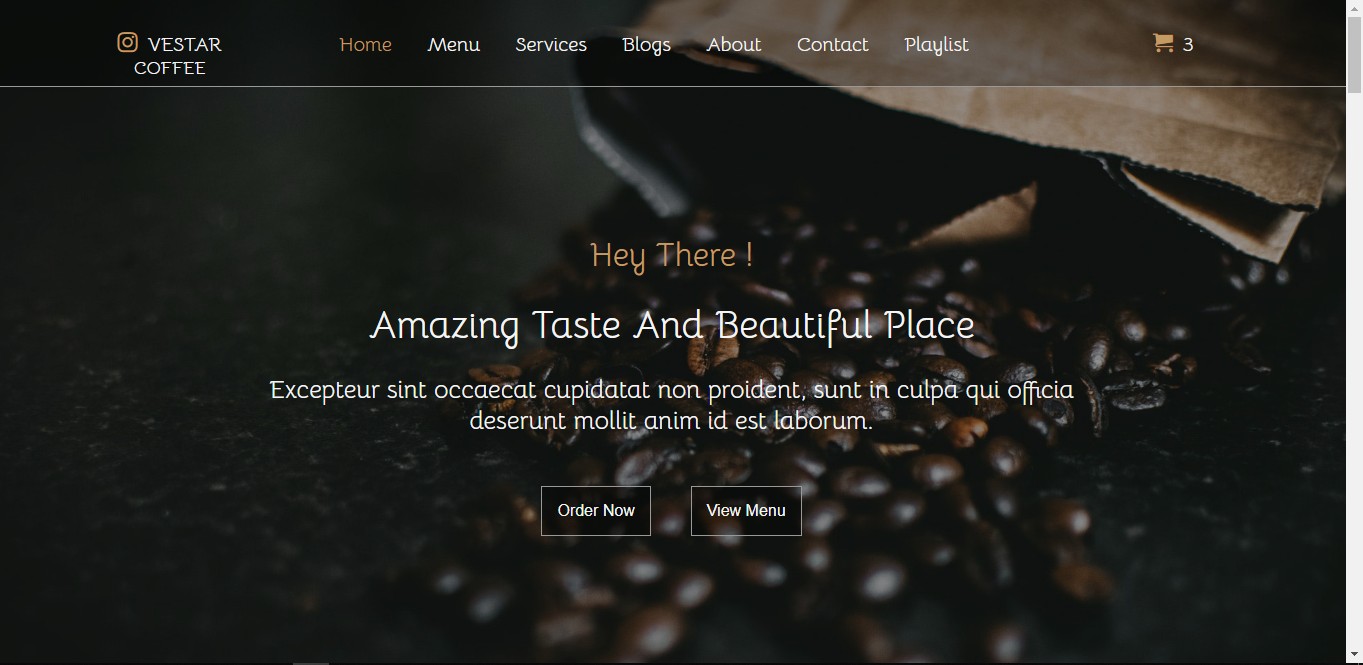 VESTAR
COFFEE
Home Menu Services Blogs About Contact Playlist
3
Hey There !
Amazing Taste And Beautiful Place
Excepteur sint occaecat cupidatat non proident, sunt in culpa qui officia
deserunt mollit anim id est laborum.
Order Now View Menu